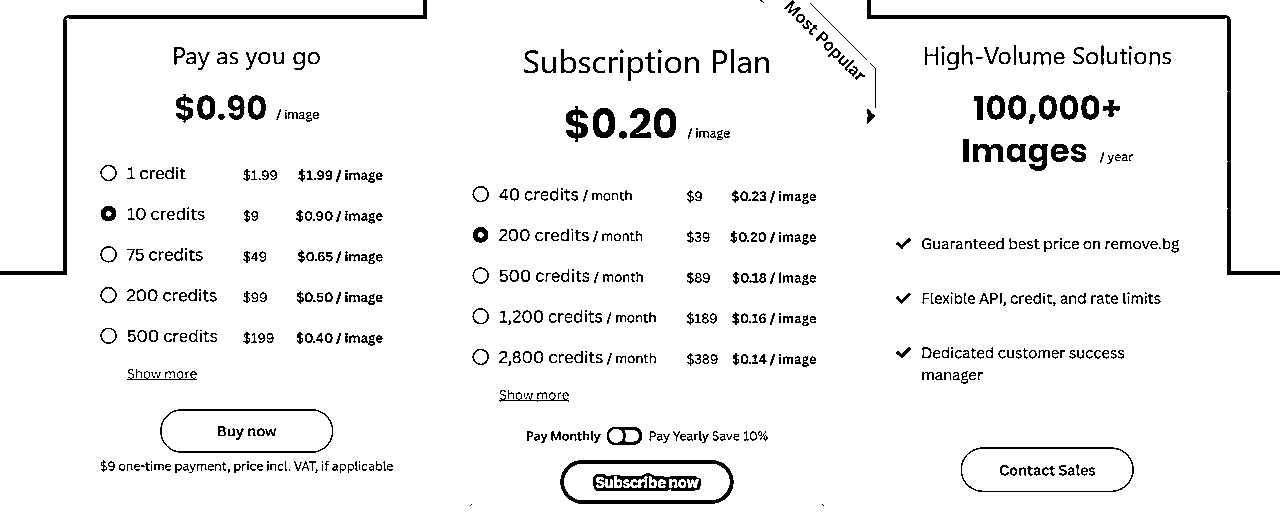 Pay as you go
$0.90 / image
1 credit $1.99 $1.99 / image
10 credits $9 $0.90 / image
75 credits $49 $0.65 / image
200 credits $99 $0.50 / image
500 credits $199 $0.40 / image
Show more
Buy now
$9 one-time payment, price incl. VAT, if applicable
Most Popular
Subscription Plan
$0.20 / image
40 credits / month $9 $0.23 / image
200 credits / month $39 $0.20 / image
500 credits / month $89 $0.18 / image
1,200 credits / month $189 $0.16 / image
2,800 credits / month $389 $0.14 / image
Show more
Pay Monthly Pay Yearly Save 10%
Subscribe now
High-Volume Solutions
100,000+
Images / year
Guaranteed best price on remove.bg
Flexible API, credit, and rate limits
Dedicated customer success
manager
Contact Sales